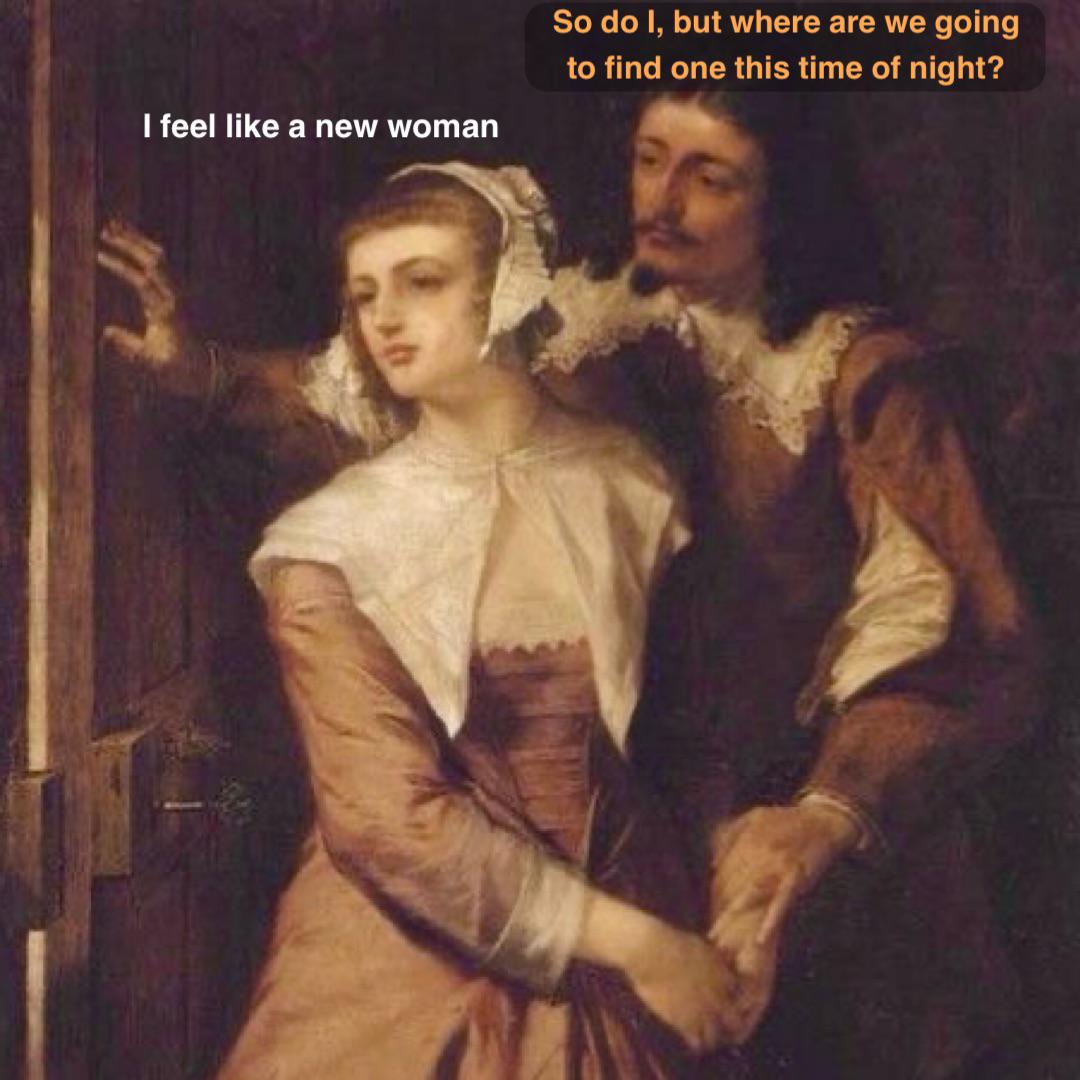 I feel like a new woman
So do I, but where are we going
to find one this time of night?